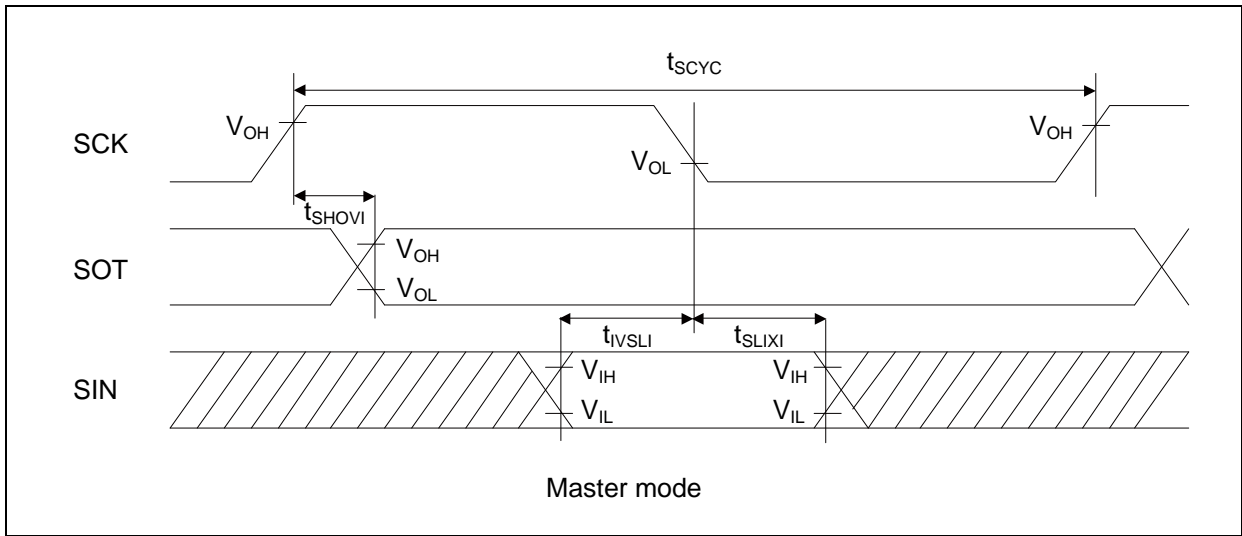 tSCYC
SCK
VOH
VOL
VOH
tSHOVI
SOT
VOH
VOL
tIVSLI
tSLIXI
SIN
VIH
VIL
VIH
VIL
Master mode